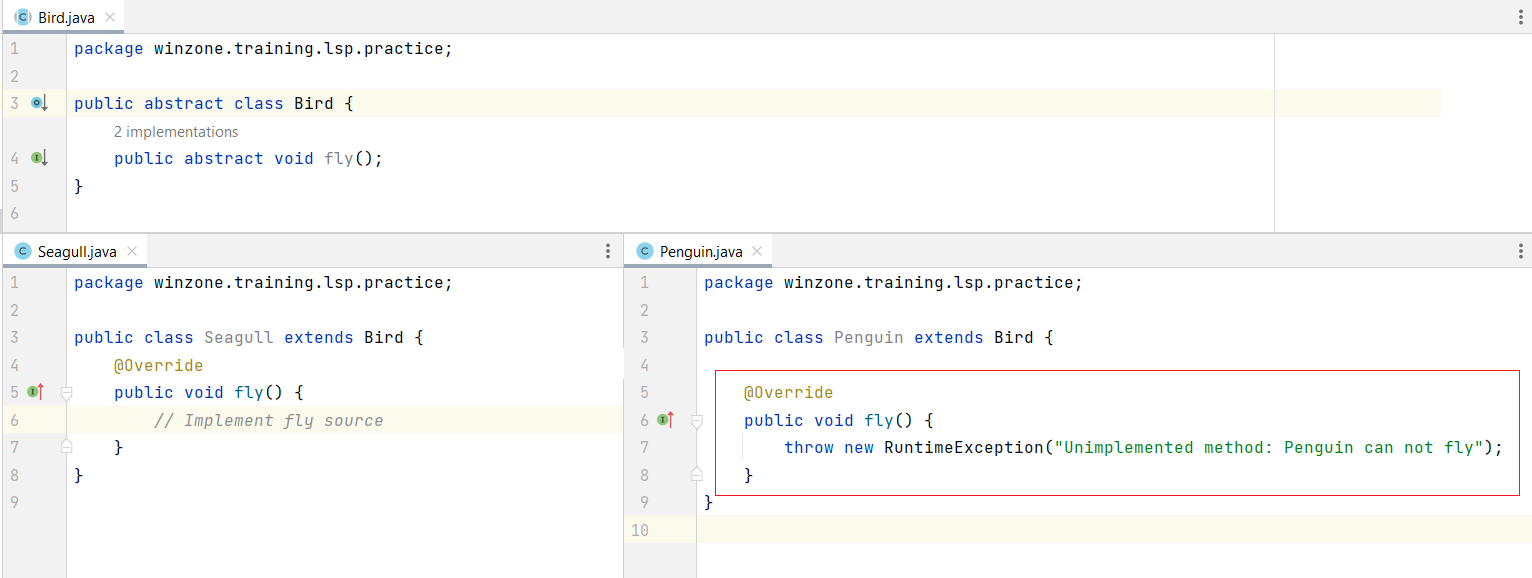 Bird.java
1 package winzone.training.lsp.practice;
2
3 public abstract class Bird {
2 implementations
4 public abstract void fly();
5 }
6
Seagull.java
1 package winzone.training.lsp.practice;
2
3 public class Seagull extends Bird {
4 @Override
5 public void fly() {
6 // Implement fly source
7 }
8 }
9
Penguin.java
1 package winzone.training.lsp.practice;
2
3 public class Penguin extends Bird {
4
5 @Override
6 public void fly() {
7 throw new RuntimeException("Unimplemented method: Penguin can not fly");
8 }
9 }
10